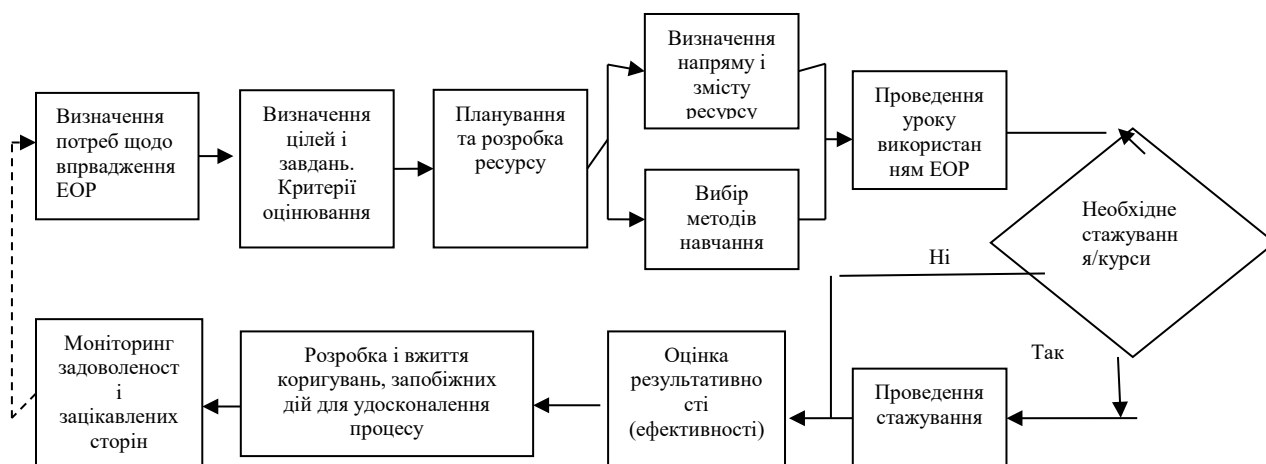 Визначення
потреб щодо
впрвадження
ЕОР
Визначення
цілей і
завдань.
Критерії
оцінювання
Планування
та розробка
ресурсу
Визначення
напряму і
змісту
ресурсу
Вибір
методів
навчання
Проведення
уроку
використан
ням ЕОР
Необхідне
стажуванн
я/курси
Ні
Так
Моніторинг
задоволеност
і
зацікавлених
сторін
Розробка і вжиття
коригувань, запобіжних
дій для удосконалення
процесу
Оцінка
результативно
сті
(ефективності)
Проведення
стажування